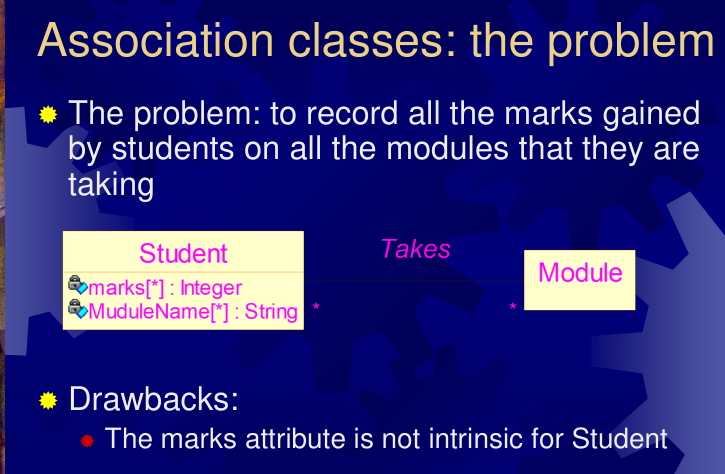 Association classes: the problem
The problem: to record all the marks gained
by students on all the modules that they are
taking
Student
Takes
Module
marks[*] : Integer
MuduleName[*] : String
*
*
Drawbacks:
The marks attribute is not intrinsic for Student